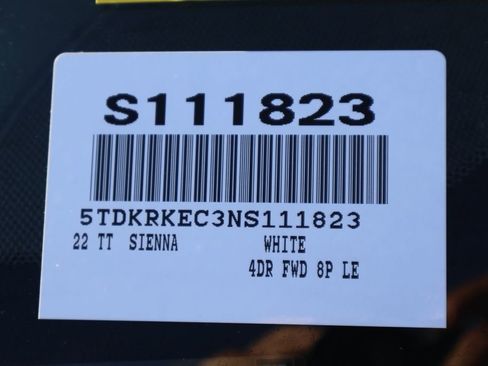 S111823
5TDKRKEC3NS111823
22 TT SIENNA WHITE
4DR FWD 8P LE